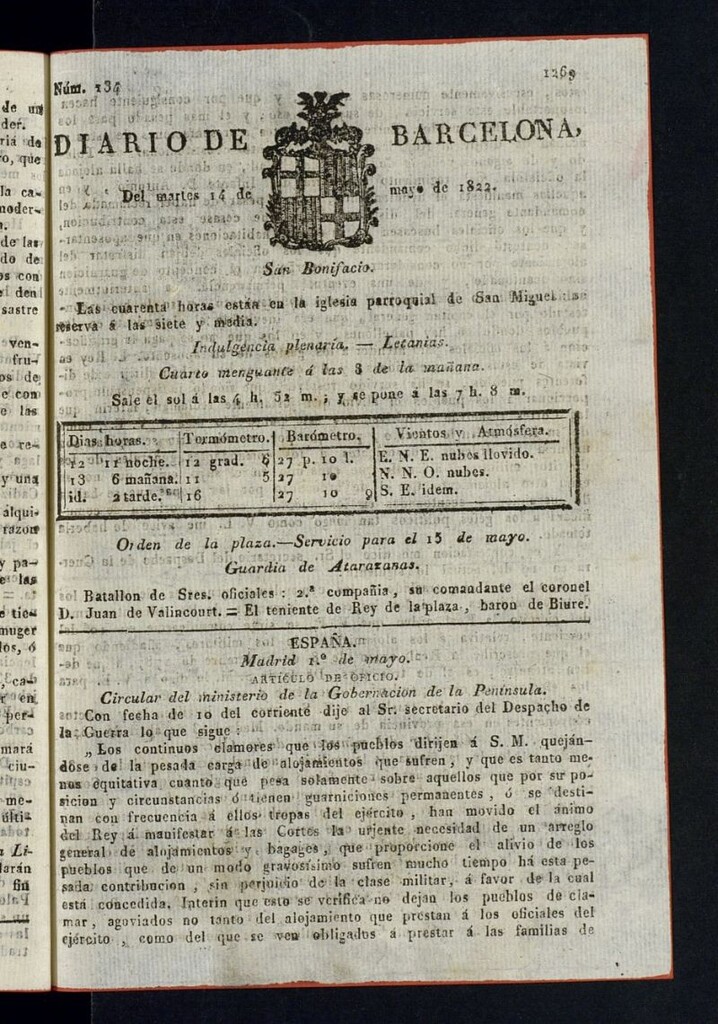 Núm. 134
1269
DIARIO DE BARCELONA,
Del martes 14 de mayo de 1822.
San Bonifacio.
Las cuarenta horas están en la iglesia parroquial de San Miguel
reserva á las siete y media.
Indulgencia plenaria. — Letanías.
Cuarto menguante á las 8 de la mañana.
Sale el sol á las 4 h. 52 m.; y se pone á las 7 h. 8 m.
Dias horas. Termómetro. Barómetro. Vientos y Atmósfera.
12 11 noche. 12 grad. 6 27 p. 10 l. E. N. E. nubes llovido.
13 6 mañana. 11 5 27 10 N. N. O. nubes.
id. 2 tarde. 16 27 10 9 S. E. idem.
Orden de la plaza.—Servicio para el 15 de mayo.
Guardia de Atarazanas.
Batallon de Sres. oficiales: 2.ª compañia, su comandante el coronel
D. Juan de Valincourt. = El teniente de Rey de la plaza, baron de Biure.
ESPAÑA.
Madrid 1.º de mayo.
ARTÍCULO DE OFICIO.
Circular del ministerio de la Gobernacion de la Península.
Con fecha de 10 del corriente dije al Sr. secretario del Despacho de
la Guerra lo que sigue:
„Los continuos clamores que los pueblos dirijen á S. M. queján-
dose de la pesada carga de alojamientos que sufren, y que es tanto me-
nos equitativa cuanto que pesa solamente sobre aquellos que por su po-
sicion y circunstancias ó tienen guarniciones permanentes, ó se desti-
nan con frecuencia á ellos tropas del ejército, han movido el ánimo
del Rey á manifestar á las Cortes la urjente necesidad de un arreglo
general de alojamientos y bagages, que proporcione el alivio de los
pueblos que de un modo gravosísimo sufren mucho tiempo há esta pe-
sada contribucion, sin perjuicio de la clase militar, á favor de la cual
está concedida. Interin que esto se verifica no dejan los pueblos de cla-
mar, agoviados no tanto del alojamiento que prestan á los oficiales del
ejército, como del que se ven obligados á prestar á las familias de